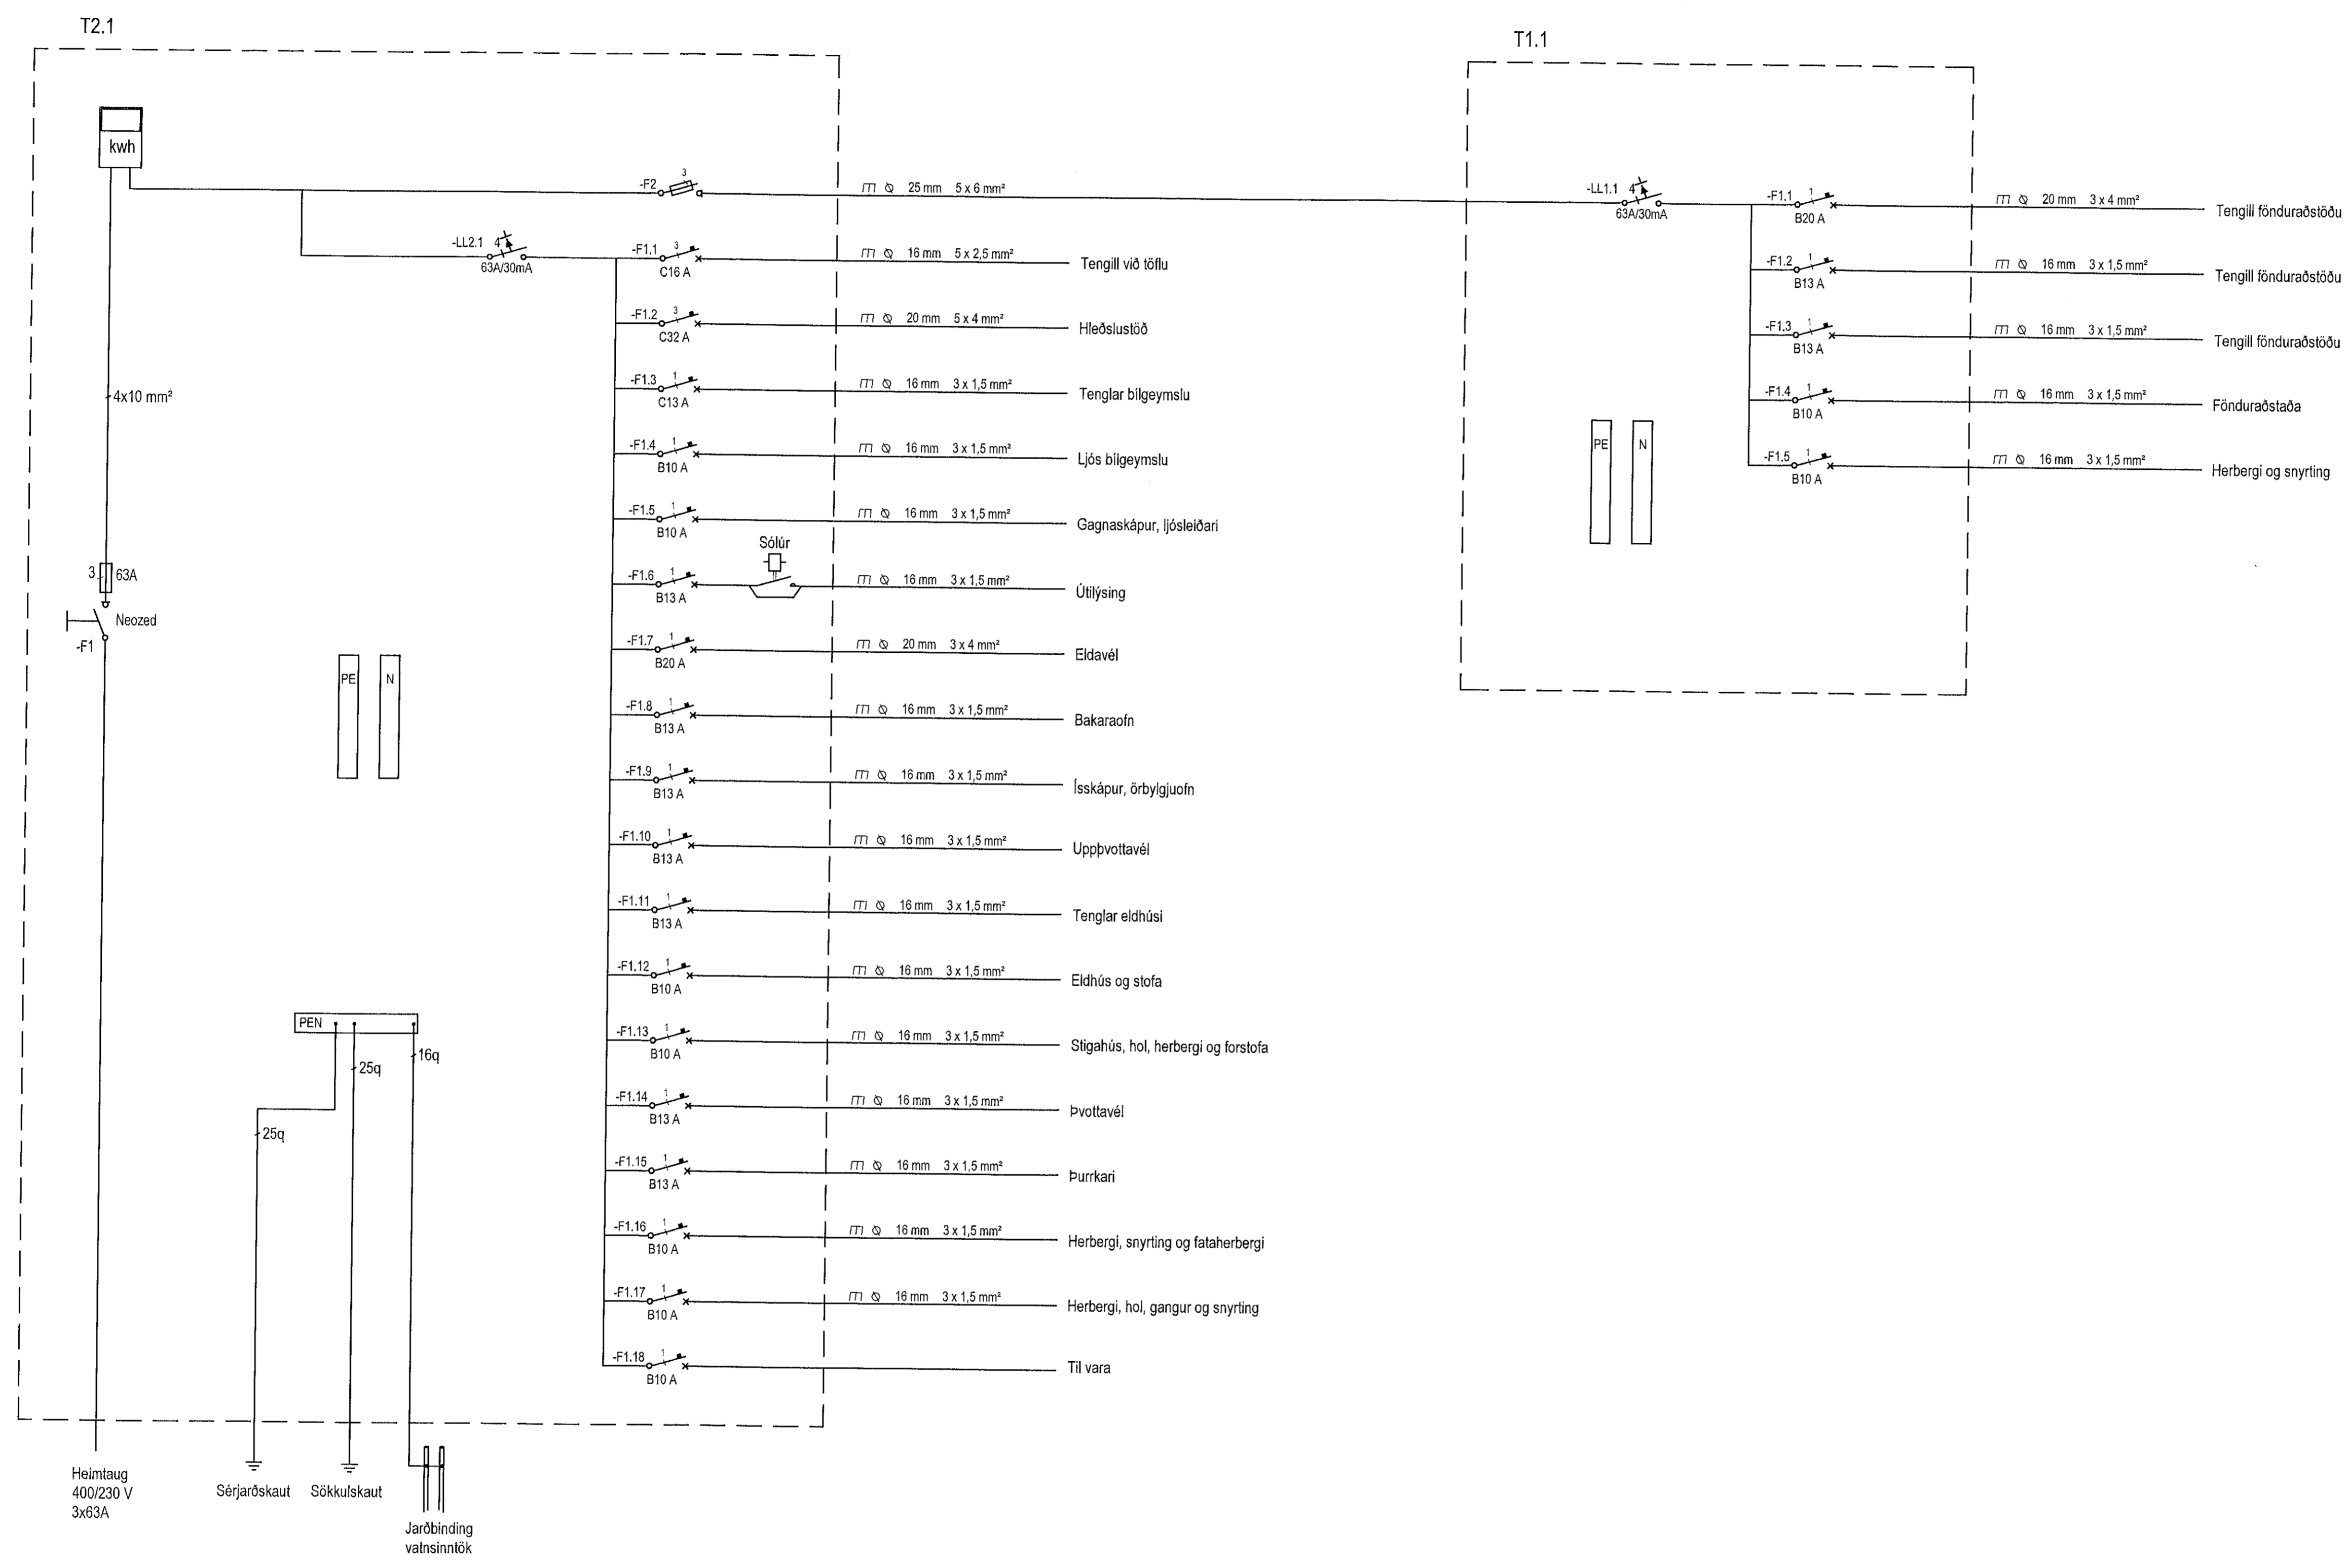 T2.1
T1.1
kwh
-F2 3 25 mm 5 x 6 mm²
-LL2.1 4
63A/30mA
-F1.1 3 16 mm 5 x 2,5 mm² Tengill við töflu
C16 A
-F1.2 3 20 mm 5 x 4 mm² Hleðslustöð
C32 A
-F1.3 1 16 mm 3 x 1,5 mm² Tenglar bílgeymslu
C13 A
4x10 mm²
-F1.4 1 16 mm 3 x 1,5 mm² Ljós bílgeymslu
B10 A
-F1.5 1 16 mm 3 x 1,5 mm² Gagnaskápur, ljósleiðari
B10 A
Sólúr
-F1.6 1 16 mm 3 x 1,5 mm² Útilýsing
B13 A
3 63A
Neozed
-F1
-F1.7 1 20 mm 3 x 4 mm² Eldavél
B20 A
PE N
-F1.8 1 16 mm 3 x 1,5 mm² Bakaraofn
B13 A
-F1.9 1 16 mm 3 x 1,5 mm² Ísskápur, örbylgjuofn
B13 A
-F1.10 1 16 mm 3 x 1,5 mm² Uppþvottavél
B13 A
-F1.11 1 16 mm 3 x 1,5 mm² Tenglar eldhúsi
B13 A
-F1.12 1 16 mm 3 x 1,5 mm² Eldhús og stofa
B10 A
PEN
-F1.13 1 16 mm 3 x 1,5 mm² Stigahús, hol, herbergi og forstofa
B10 A
16q
25q
25q
-F1.14 1 16 mm 3 x 1,5 mm² Þvottavél
B13 A
-F1.15 1 16 mm 3 x 1,5 mm² Þurrkari
B13 A
-F1.16 1 16 mm 3 x 1,5 mm² Herbergi, snyrting og fataherbergi
B10 A
-F1.17 1 16 mm 3 x 1,5 mm² Herbergi, hol, gangur og snyrting
B10 A
-F1.18 1 Til vara
B10 A
Heimtaug
400/230 V
3x63A
Sérjarðskaut
Sökkulskaut
Jarðbinding
vatnsinntök
-LL1.1 4
63A/30mA
-F1.1 1 20 mm 3 x 4 mm² Tengill fönduraðstöðu
B20 A
-F1.2 1 16 mm 3 x 1,5 mm² Tengill fönduraðstöðu
B13 A
-F1.3 1 16 mm 3 x 1,5 mm² Tengill fönduraðstöðu
B13 A
-F1.4 1 16 mm 3 x 1,5 mm² Fönduraðstaða
B10 A
PE N
-F1.5 1 16 mm 3 x 1,5 mm² Herbergi og snyrting
B10 A